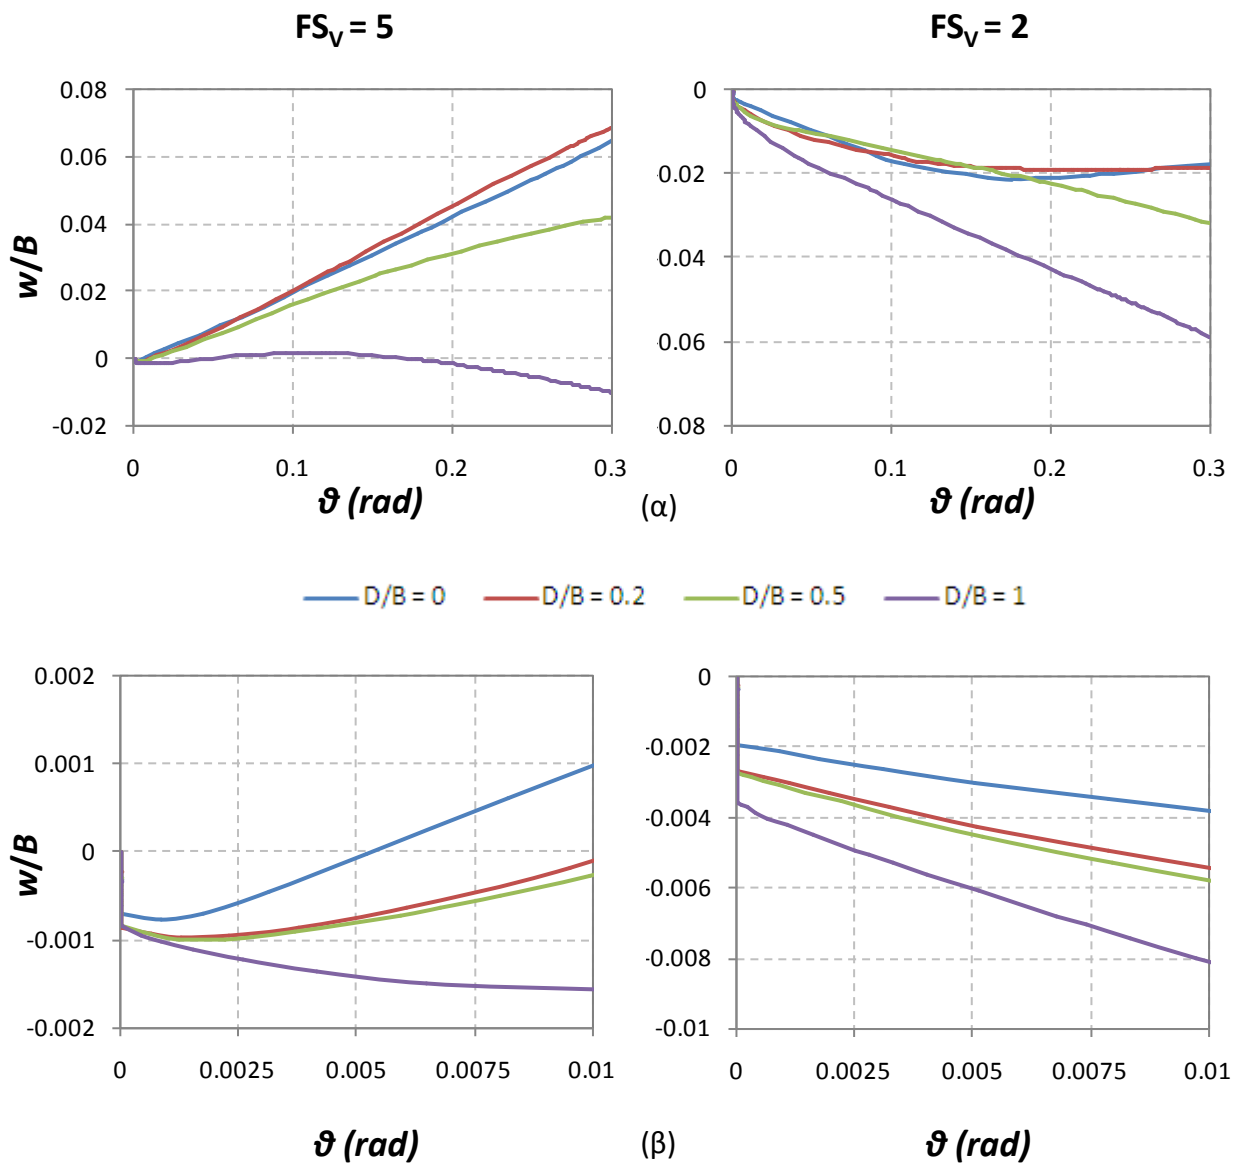 FSV = 5
FSV = 2
0.08
0.06
0.04
0.02
0
-0.02
w/B
0
0.1
0.2
0.3
ϑ (rad)
0
0.02
0.04
0.06
0.08
0
0.1
0.2
0.3
ϑ (rad)
(α)
D/B = 0
D/B = 0.2
D/B = 0.5
D/B = 1
0.002
0.001
0
-0.001
-0.002
w/B
0
0.0025
0.005
0.0075
0.01
ϑ (rad)
0
-0.002
-0.004
-0.006
-0.008
-0.01
0
0.0025
0.005
0.0075
0.01
ϑ (rad)
(β)